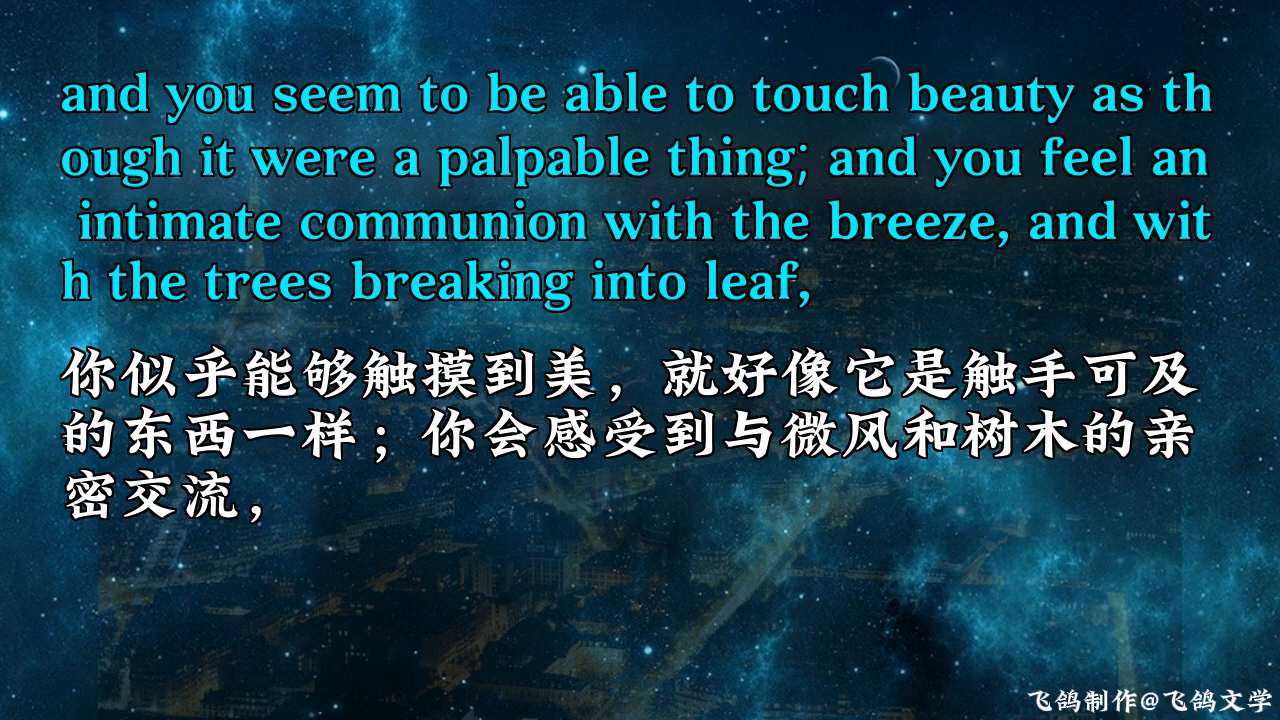 and you seem to be able to touch beauty as th
ough it were a palpable thing; and you feel an
intimate communion with the breeze, and wit
h the trees breaking into leaf,
你似乎能够触摸到美，就好像它是触手可及
的东西一样；你会感受到与微风和树木的亲
密交流，
飞鸽制作@飞鸽文学